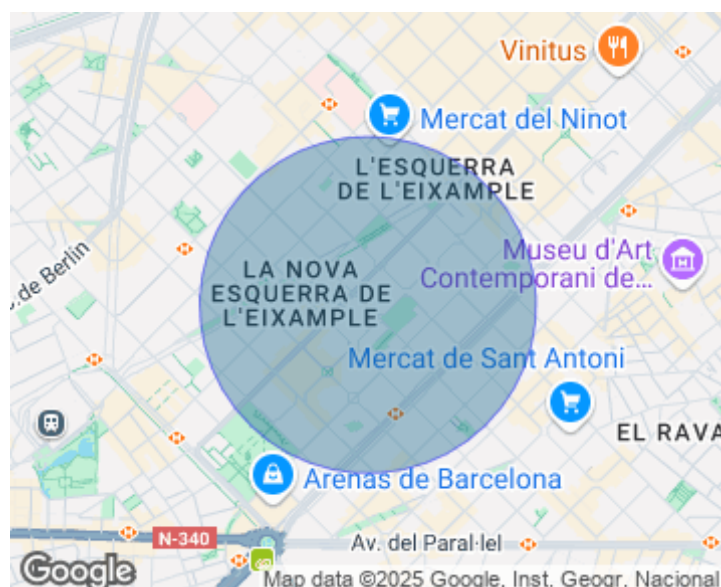 Vinitus
Mercat del Ninot
L'ESQUERRA
DE L'EIXAMPLE
Museu d'Art
Contemporani de...
. de Berlín
LA NOVA
ESQUERRA DE
L'EIXAMPLE
Mercat de Sant Antoni
EL RAVA
Arenas de Barcelona
N-340
Av. del Paral·lel
Google
Map data ©2025 Google, Inst. Geogr. Nacional